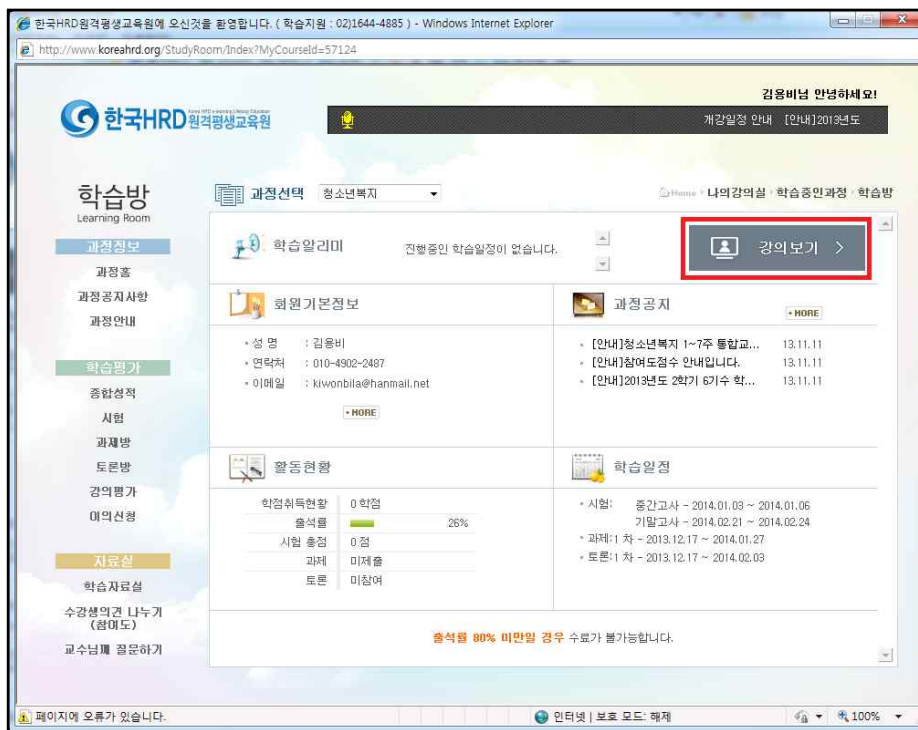 한국HRD원격평생교육원에 오신것을 환영합니다. ( 학습지원 : 02)1644-4885 ) - Windows Internet Explorer
http://www.koreahrd.org/StudyRoom/Index?MyCourseId=57124
김용비님 안녕하세요!
한국HRD원격평생교육원
개강일정 안내 [안내]2013년도
학습방
Learning Room
과정선택 청소년복지
Home 나의강의실 학습중인과정 학습방
과정정보
과정홈
과정공지사항
과정안내
학습평가
종합성적
시험
과제방
토론방
강의평가
이의신청
자료실
학습자료실
수강생의견 나누기
(참여도)
교수님께 질문하기
학습알리미 진행중인 학습일정이 없습니다.
강의보기 >
회원기본정보
• 성 명 : 김용비
• 연락처 : 010-4902-2487
• 이메일 : kiwonbila@hanmail.net
• MORE
과정공지
• MORE
• [안내]청소년복지 1~7주 통합교... 13.11.11
• [안내]참여도점수 안내입니다. 13.11.11
• [안내]2013년도 2학기 6기수 학... 13.11.11
활동현황
학점취득현황 0 학점
출석률 26%
시험 총점 0 점
과제 미제출
토론 미참여
학습일정
• 시험: 중간고사 - 2014.01.03 ~ 2014.01.06
기말고사 - 2014.02.21 ~ 2014.02.24
• 과제:1 차 - 2013.12.17 ~ 2014.01.27
• 토론:1 차 - 2013.12.17 ~ 2014.02.03
출석률 80% 미만일 경우 수료가 불가능합니다.
페이지에 오류가 있습니다.
인터넷 | 보호 모드: 해제
100%